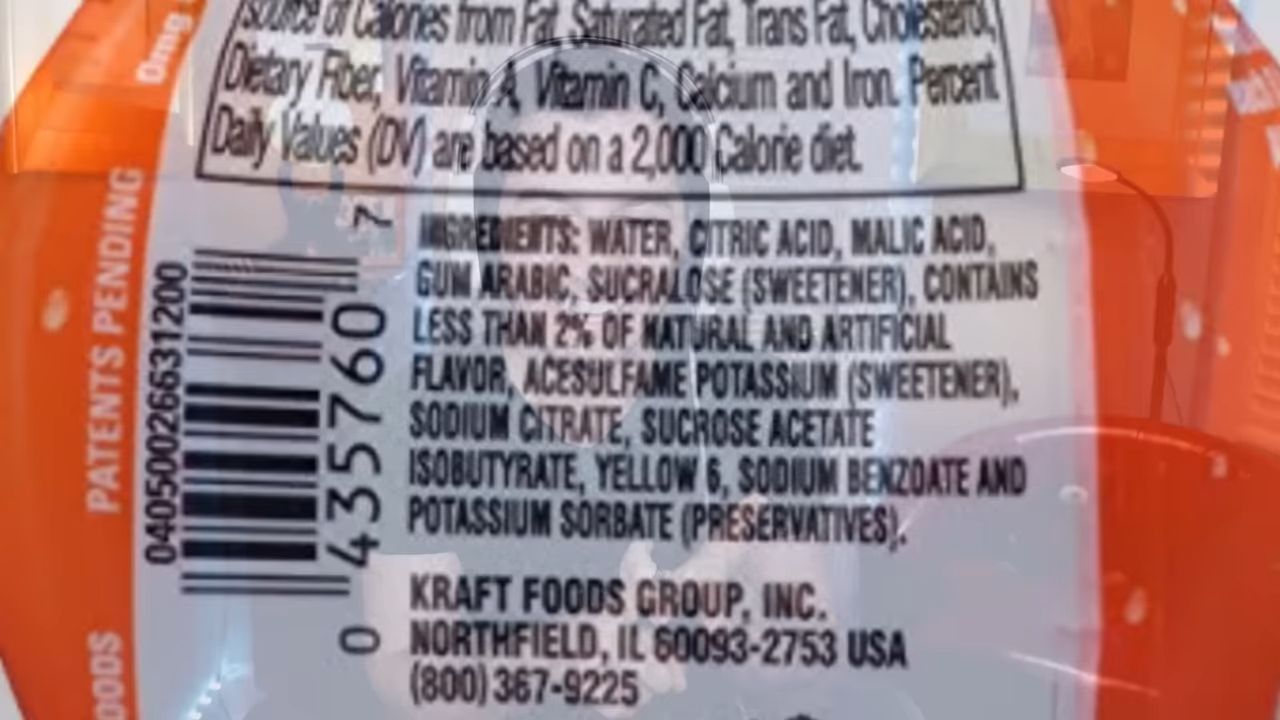 Source of Calories from Fat, Saturated Fat, Trans Fat, Cholesterol,
Dietary Fiber, Vitamin A, Vitamin C, Calcium and Iron. Percent
Daily Values (DV) are based on a 2,000 Calorie diet.
INGREDIENTS: WATER, CITRIC ACID, MALIC ACID,
GUM ARABIC, SUCRALOSE (SWEETENER), CONTAINS
LESS THAN 2% OF NATURAL AND ARTIFICIAL
FLAVOR, ACESULFAME POTASSIUM (SWEETENER),
SODIUM CITRATE, SUCROSE ACETATE
ISOBUTYRATE, YELLOW 6, SODIUM BENZOATE AND
POTASSIUM SORBATE (PRESERVATIVES).
KRAFT FOODS GROUP, INC.
NORTHFIELD, IL 60093-2753 USA
(800) 367-9225
0 435760 7
040500026631200
PATENTS PENDING
0mg
OODS